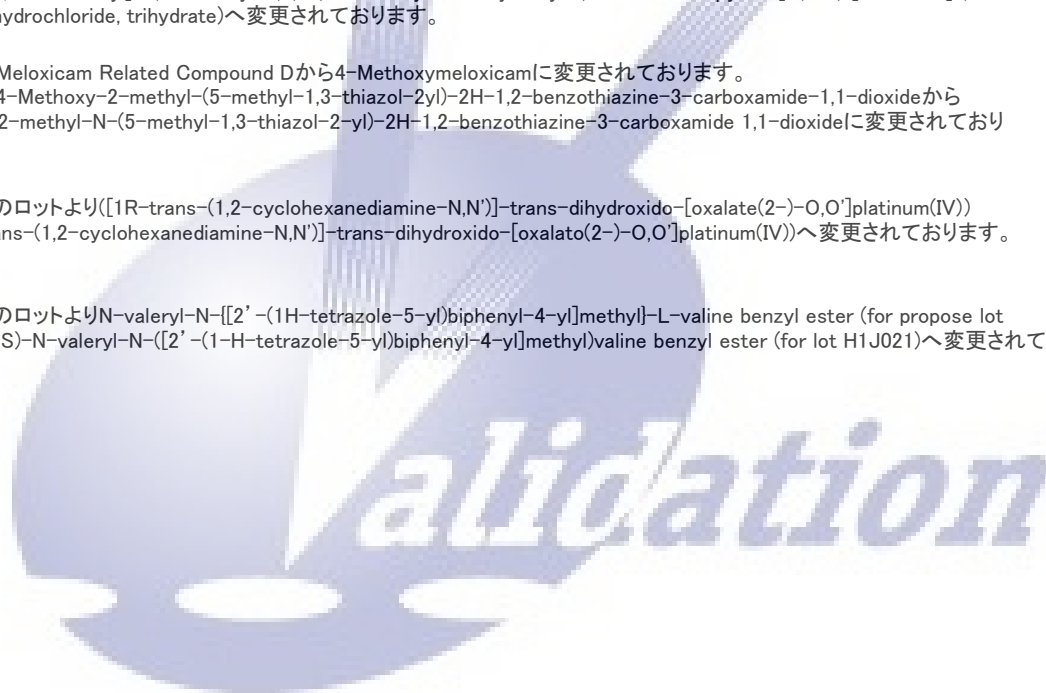 hydrochloride, trihydrate)へ変更されております。
Meloxicam Related Compound Dから4-Methoxymeloxicamに変更されております。
4-Methoxy-2-methyl-(5-methyl-1,3-thiazol-2yl)-2H-1,2-benzothiazine-3-carboxamide-1,1-dioxideから
2-methyl-N-(5-methyl-1,3-thiazol-2-yl)-2H-1,2-benzothiazine-3-carboxamide 1,1-dioxideに変更されており
のロットより([1R-trans-(1,2-cyclohexanediamine-N,N')]-trans-dihydroxido-[oxalate(2-)-O,O']platinum(IV))
ans-(1,2-cyclohexanediamine-N,N')]-trans-dihydroxido-[oxalato(2-)-O,O']platinum(IV))へ変更されております。
のロットよりN-valeryl-N-{[2'-(1H-tetrazole-5-yl)biphenyl-4-yl]methyl}-L-valine benzyl ester (for propose lot
S)-N-valeryl-N-([2'-(1-H-tetrazole-5-yl)biphenyl-4-yl]methyl)valine benzyl ester (for lot H1J021)へ変更されて
Validation